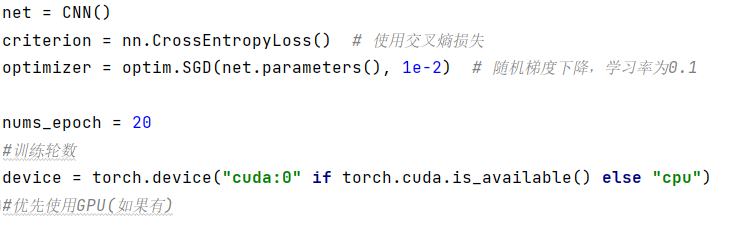 net = CNN()
criterion = nn.CrossEntropyLoss()  # 使用交叉熵损失
optimizer = optim.SGD(net.parameters(), 1e-2)  # 随机梯度下降，学习率为0.1
nums_epoch = 20
#训练轮数
device = torch.device("cuda:0" if torch.cuda.is_available() else "cpu")
#优先使用GPU(如果有)